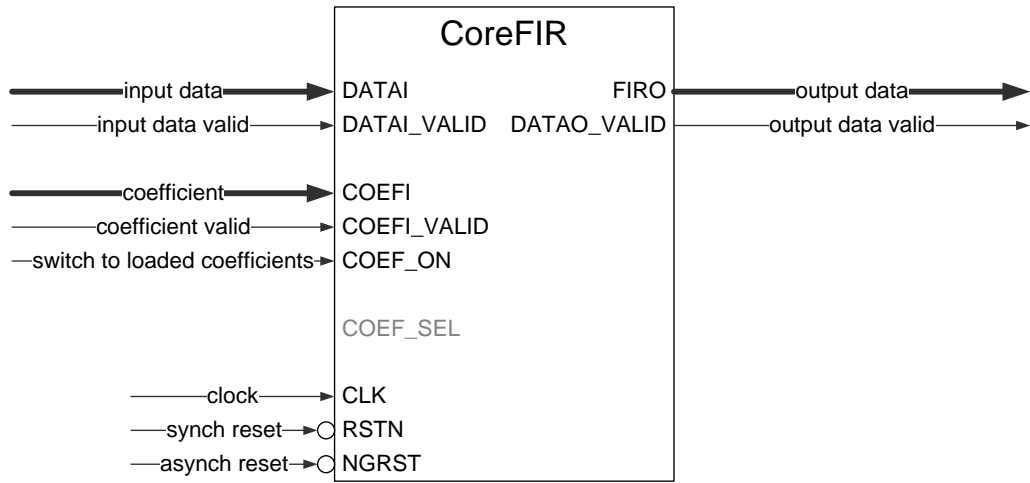 CoreFIR
input data DATAI FIRO output data
input data valid DATAI_VALID DATAO_VALID output data valid
coefficient COEFI
coefficient valid COEFI_VALID
switch to loaded coefficients COEF_ON
COEF_SEL
clock CLK
synch reset RSTN
asynch reset NGRST